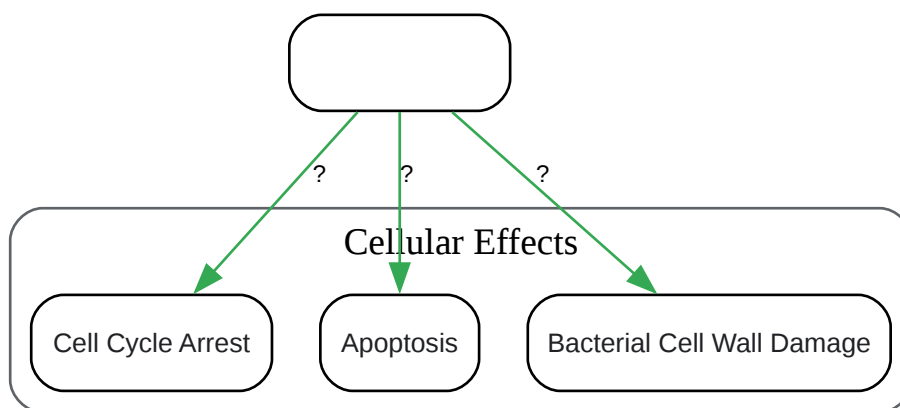 ? ? ?
Cellular Effects
Cell Cycle Arrest Apoptosis Bacterial Cell Wall Damage